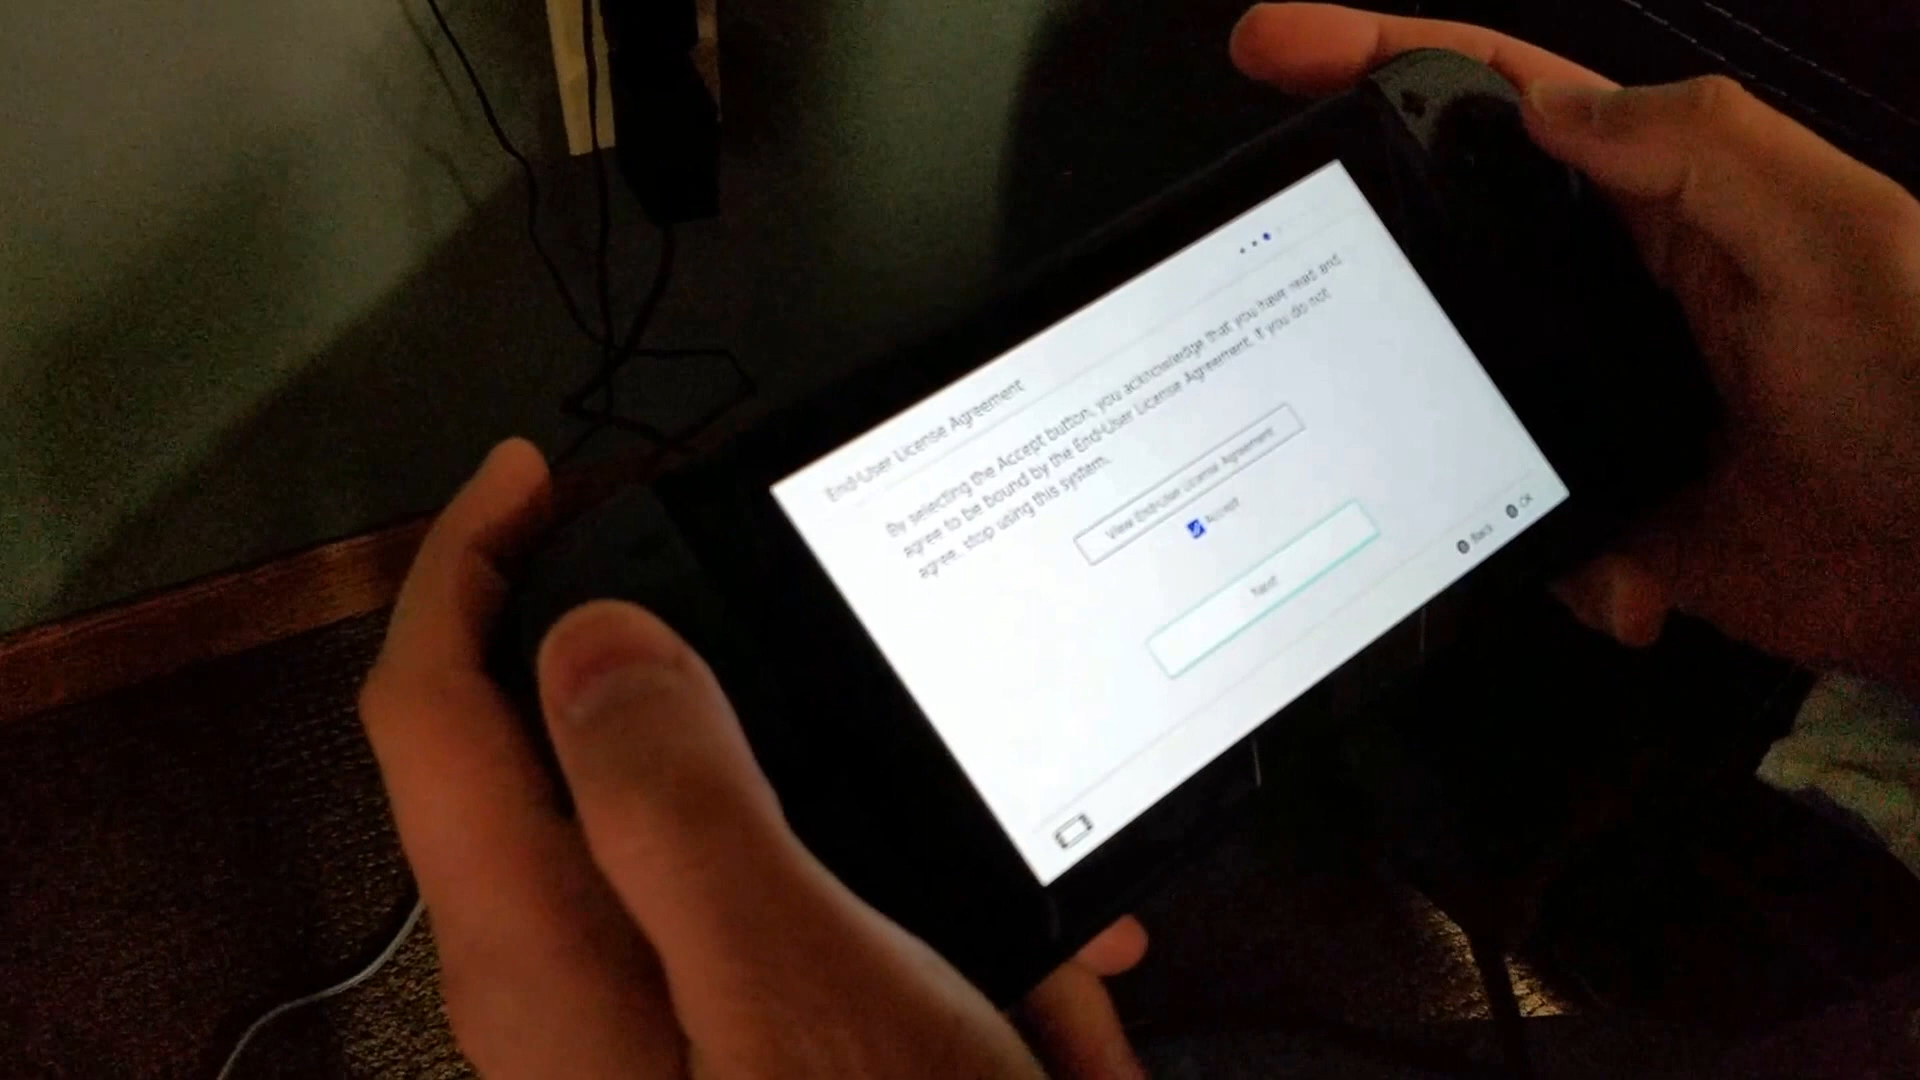 End-User License Agreement
By selecting the Accept button, you acknowledge that you have read and
agree to be bound by the End-User License Agreement. If you do not
agree, stop using this system.
View End-User License Agreement
Accept
Next
Back OK